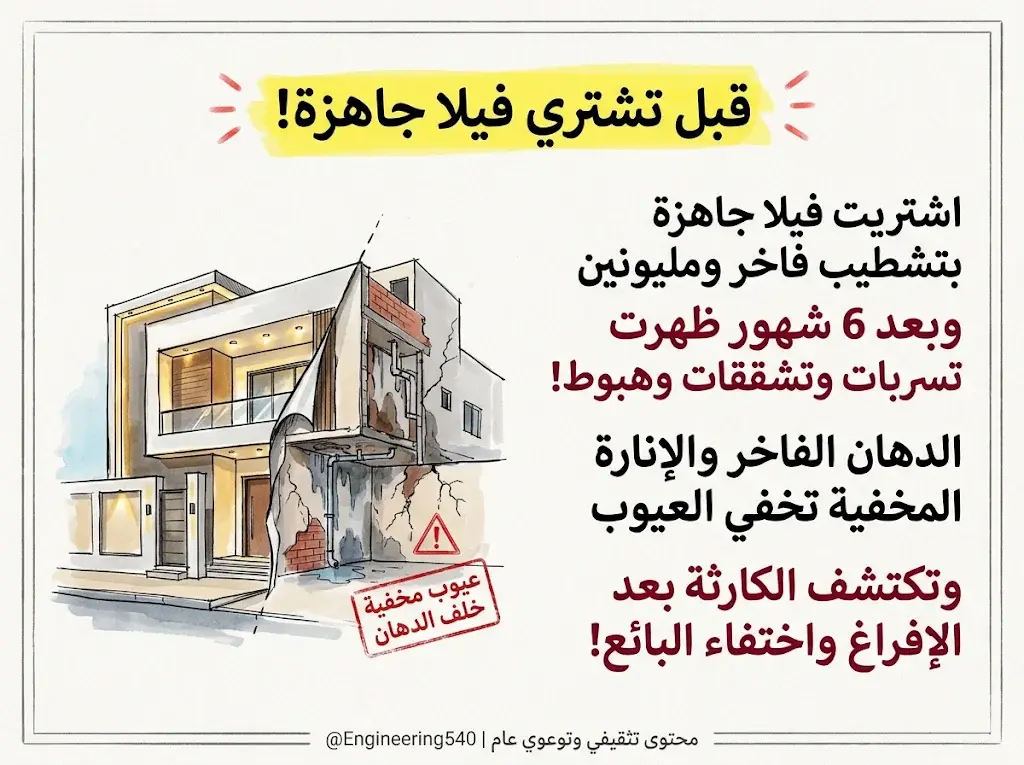 قبل تشتري فيلا جاهزة!
اشتريت فيلا جاهزة
بتشطيب فاخر ومليونين
وبعد 6 شهور ظهرت
تسربات وتشققات وهبوط!
الدهان الفاخر والإنارة
المخفية تخفي العيوب
وتكتشف الكارثة بعد
الإفراغ واختفاء البائع!
!
عيوب مخفية
خلف الدهان
محتوى تثقيفي وتوعوي عام | @Engineering540